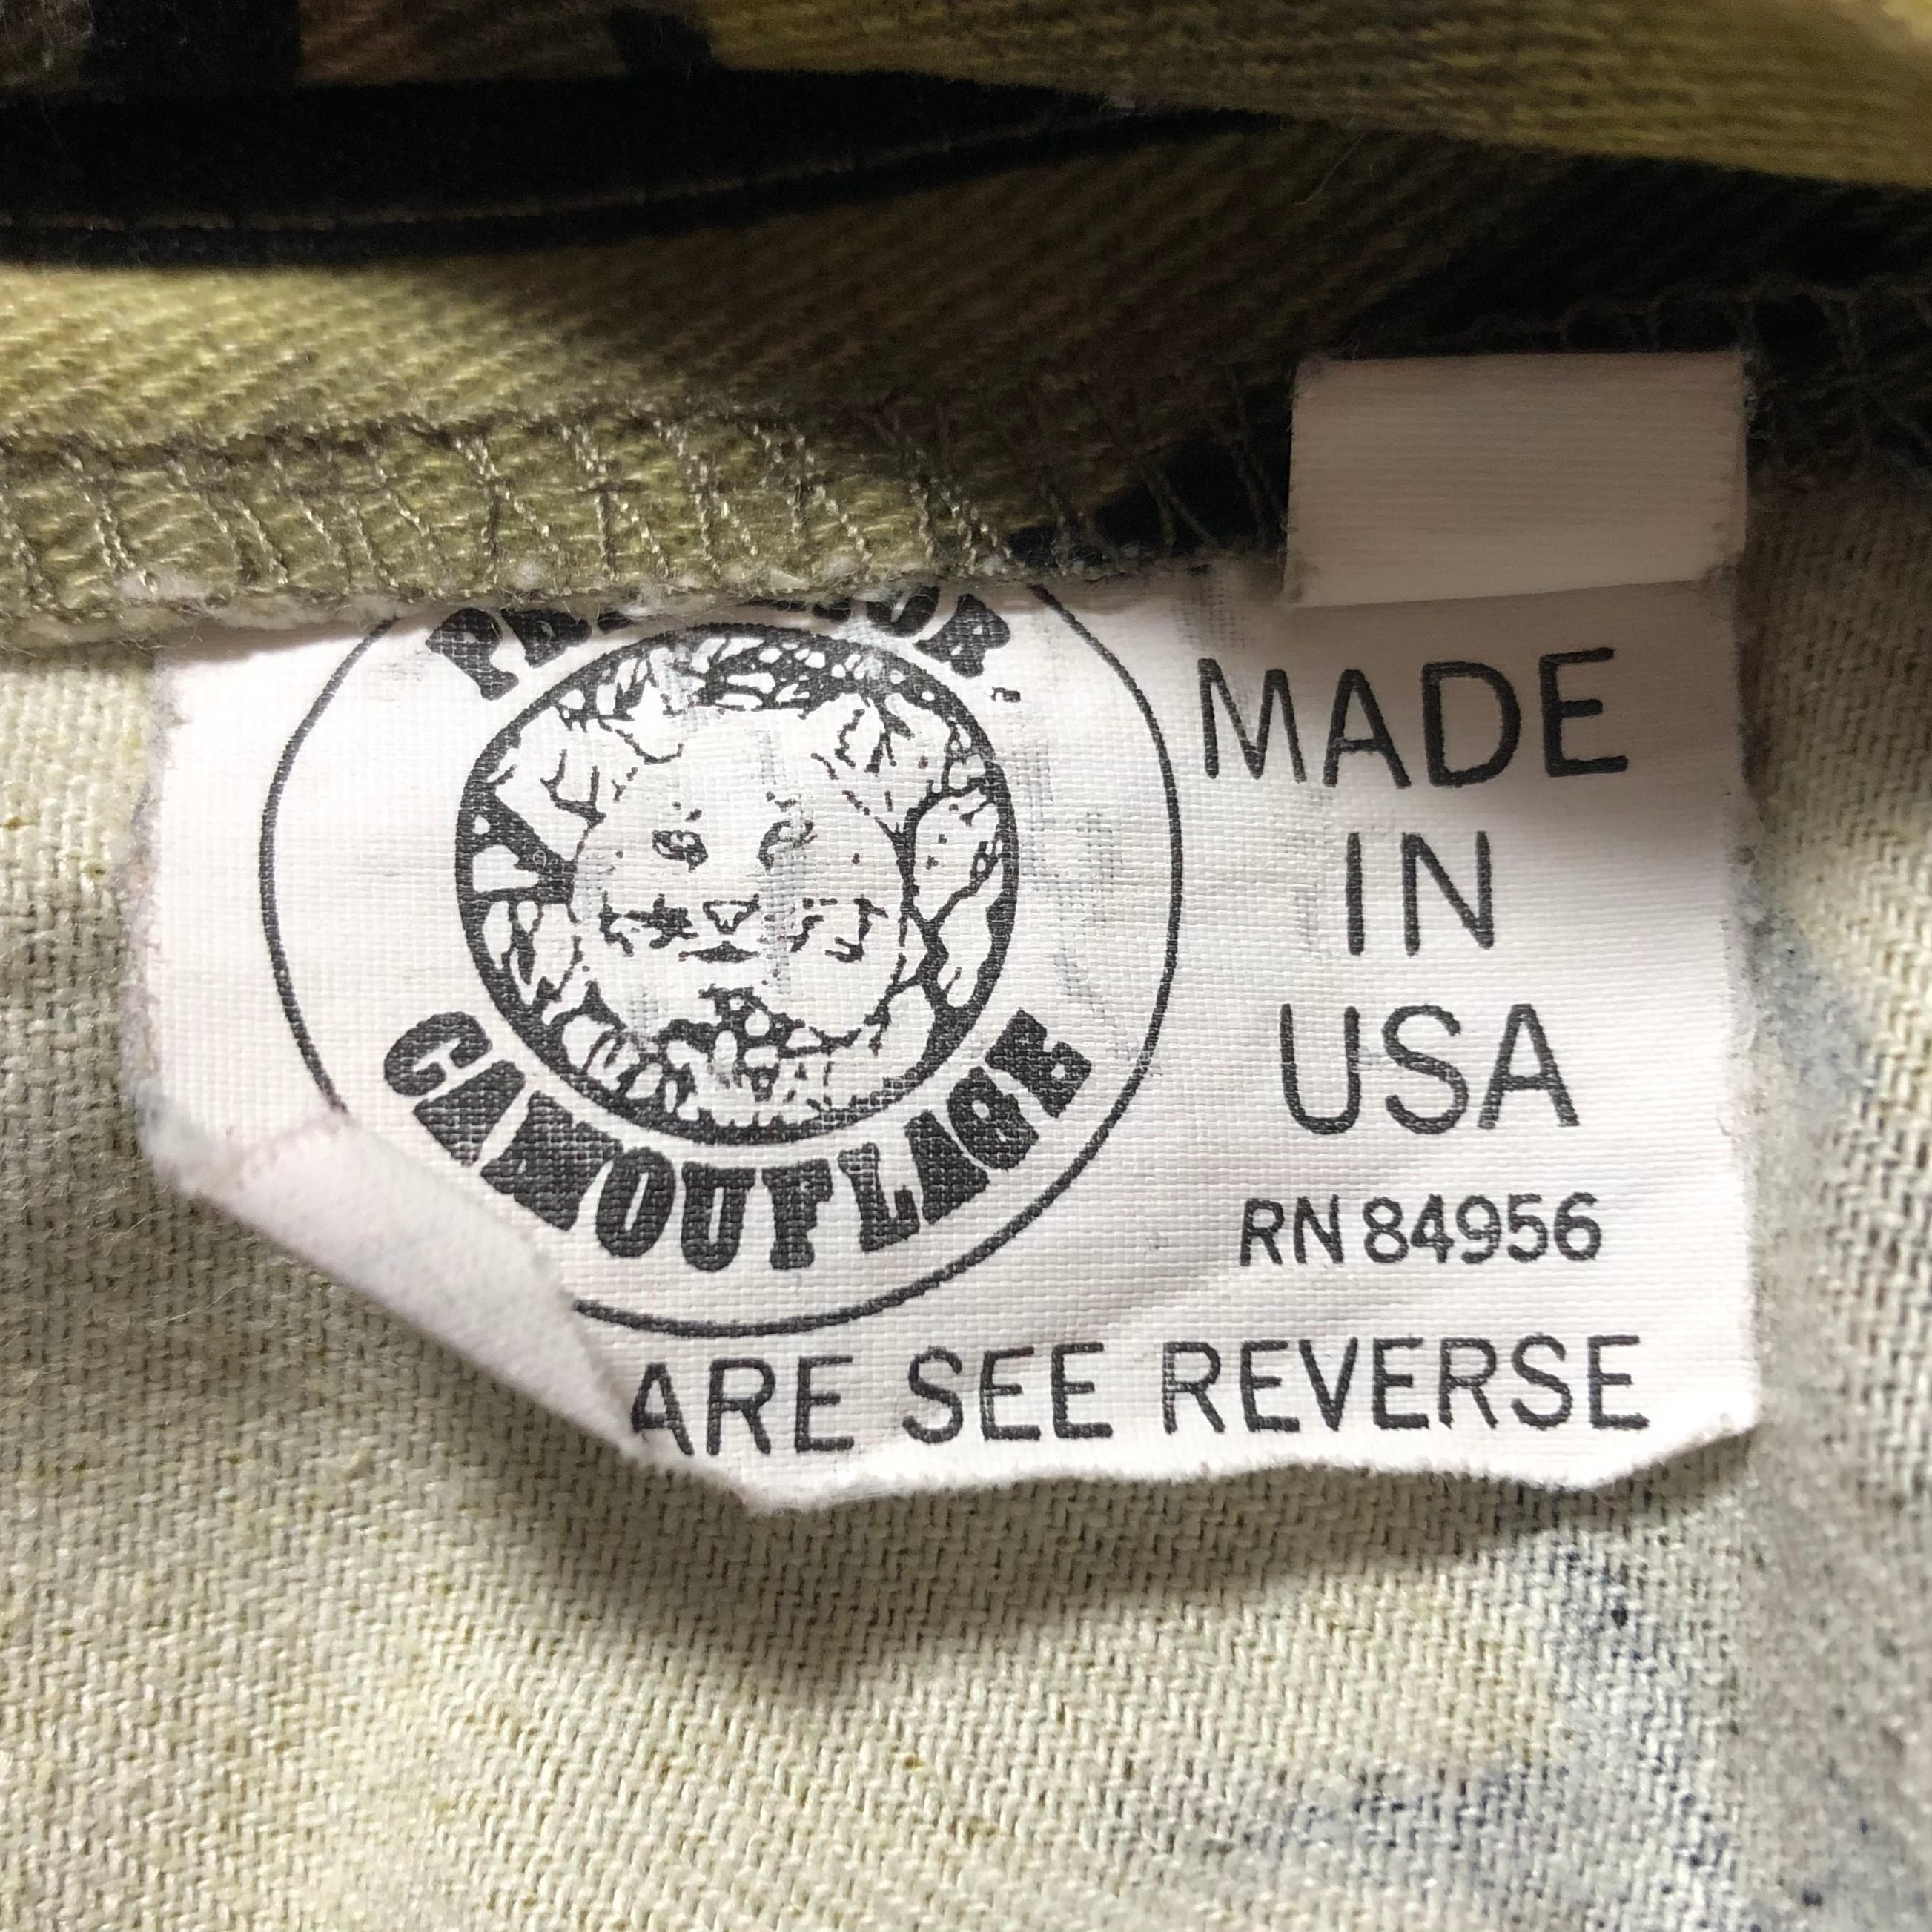 CAMOUFLAGE
MADE
IN
USA
RN 84956
ARE SEE REVERSE